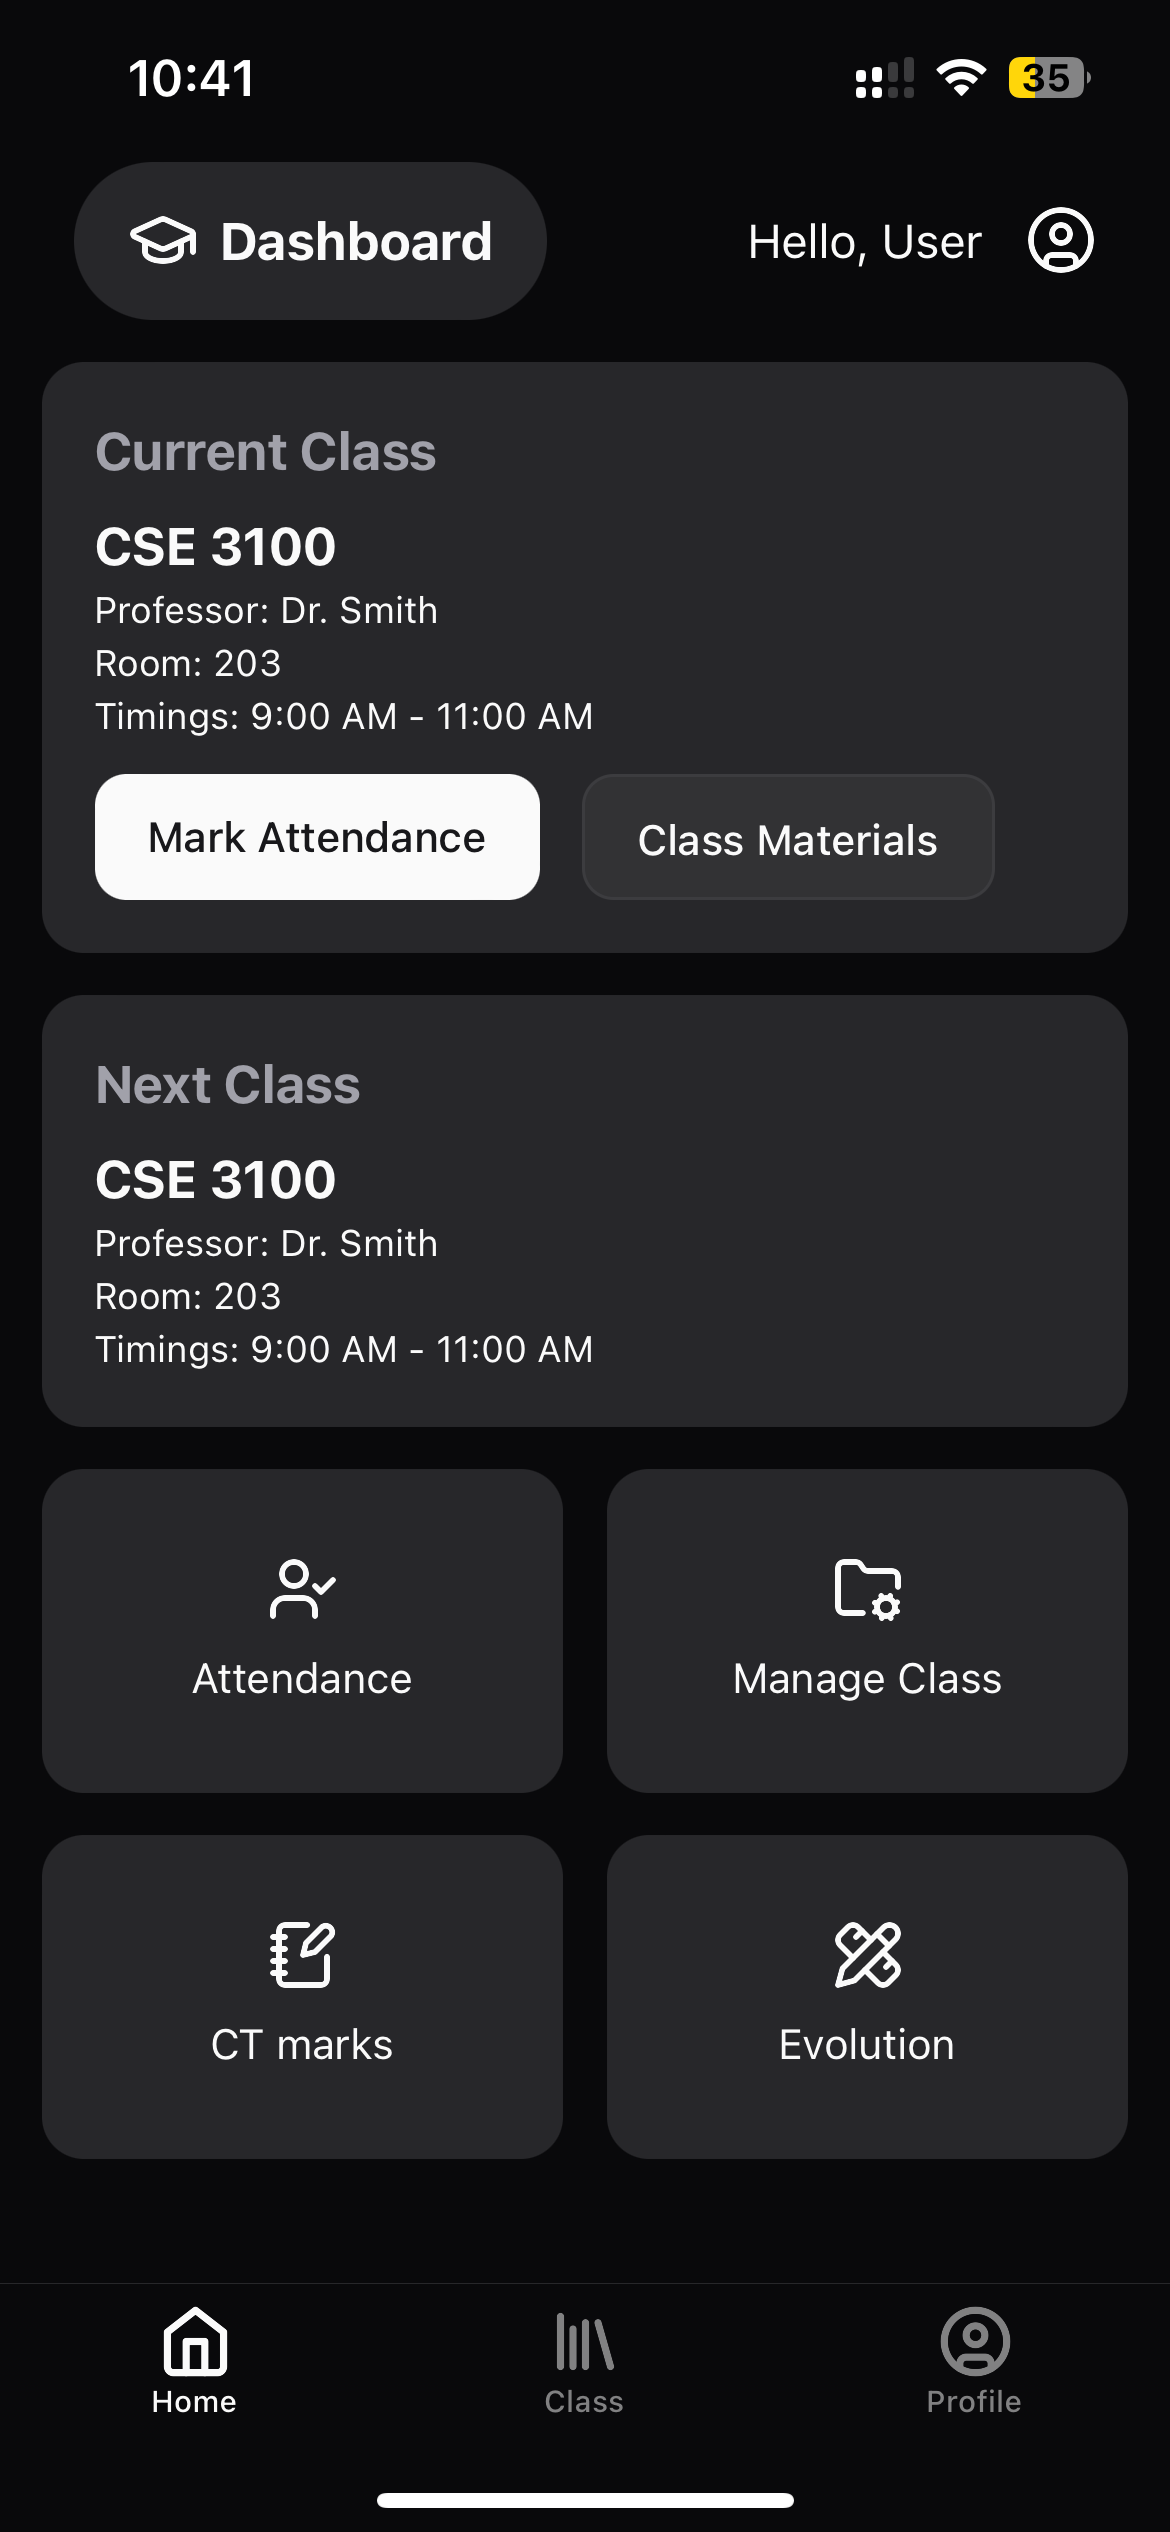 10:41
35
Dashboard
Hello, User
Current Class
CSE 3100
Professor: Dr. Smith
Room: 203
Timings: 9:00 AM - 11:00 AM
Mark Attendance
Class Materials
Next Class
CSE 3100
Professor: Dr. Smith
Room: 203
Timings: 9:00 AM - 11:00 AM
Attendance
Manage Class
CT marks
Evolution
Home
Class
Profile